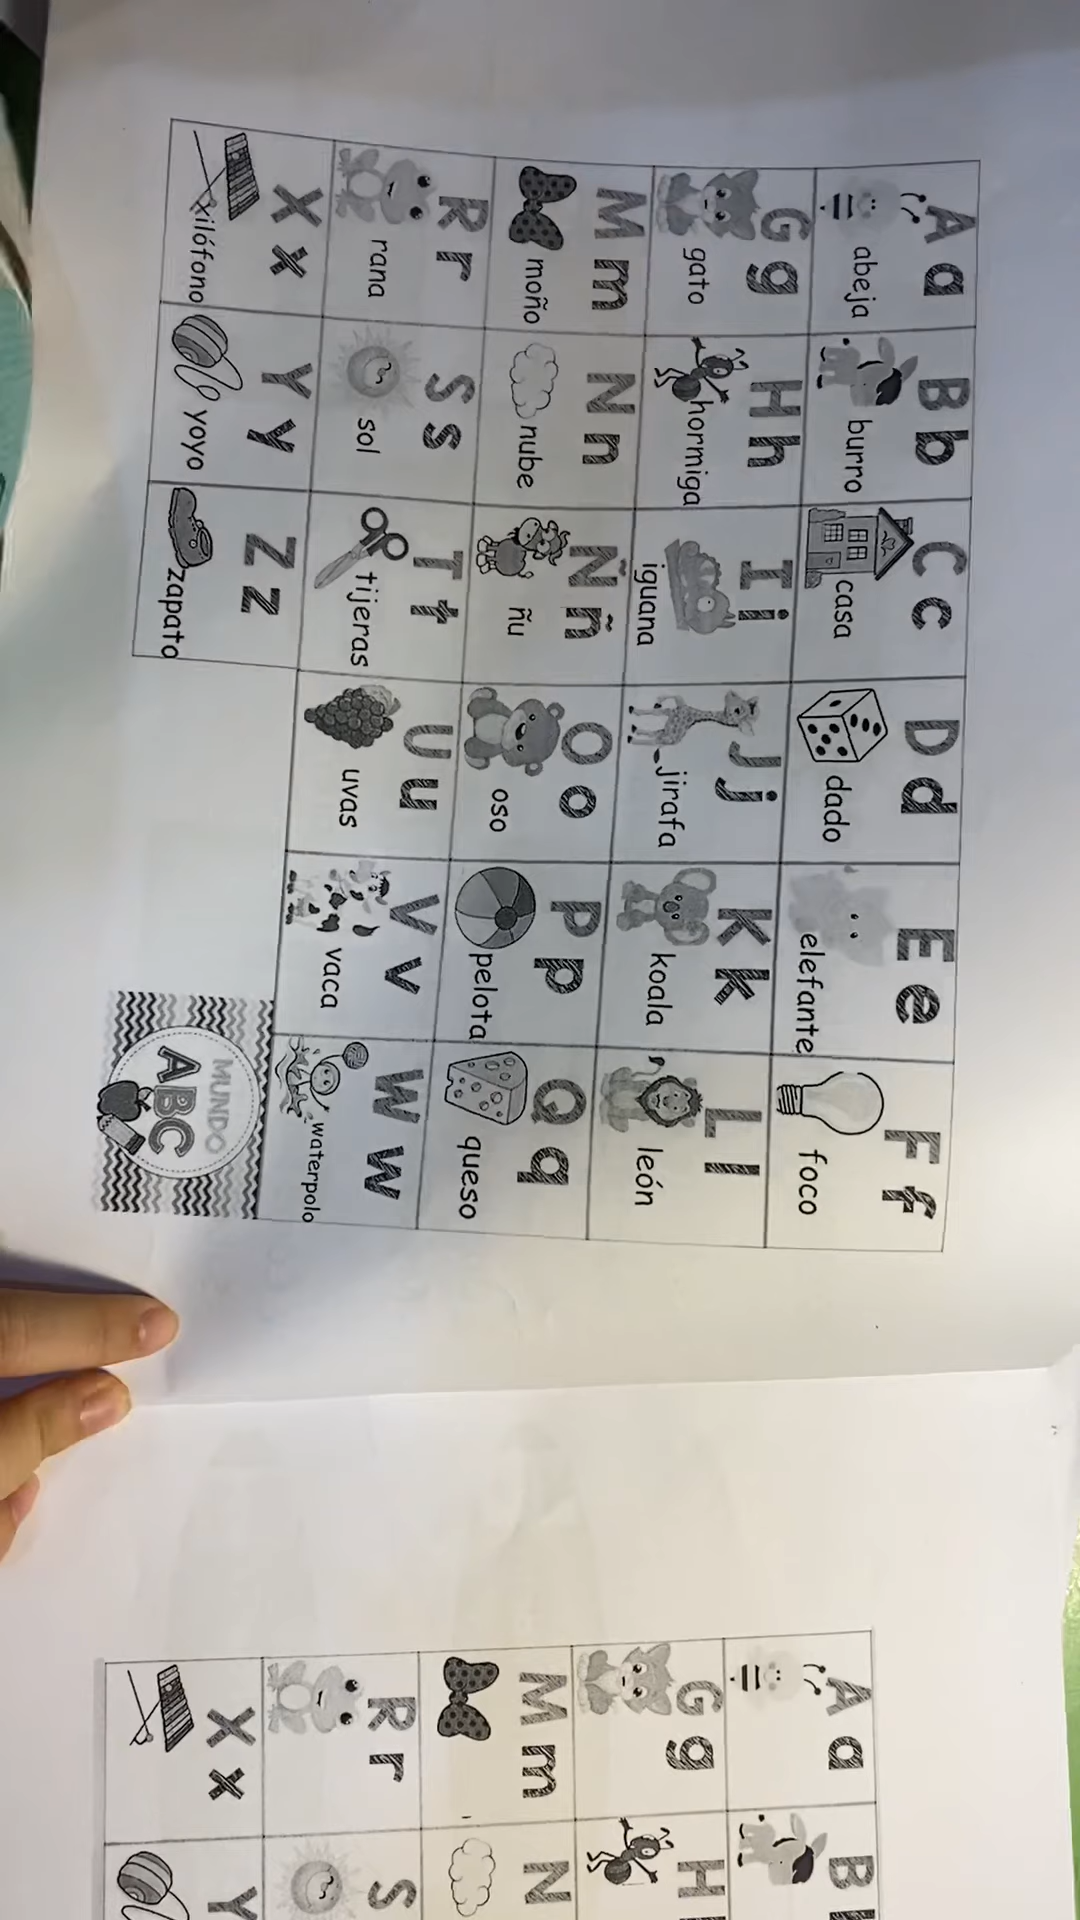 Aa Bb Cc Dd Ee Ff
abeja burro casa dado elefante foco
Gg Hh Ii Jj Kk Ll
gato hormiga iguana jirafa koala león
Mm Nn Ññ Oo Pp Qq
moño nube ñu oso pelota queso
Rr Ss Tt Uu Vv Ww
rana sol tijeras uvas vaca waterpolo
Xx Yy Zz
xilófono yoyo zapato
MUNDO
ABC
Aa B
Gg H
Mm N
Rr S
Xx Y